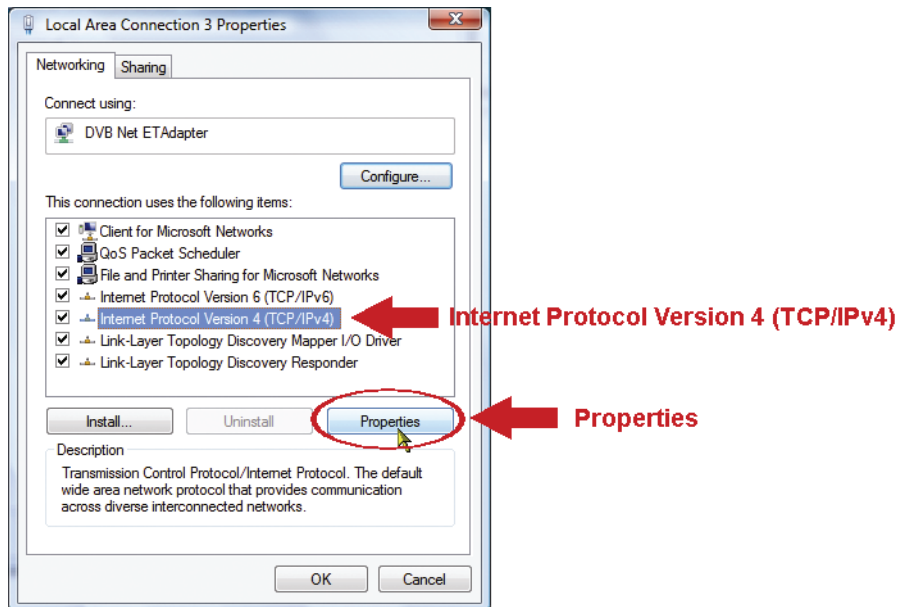 Local Area Connection 3 Properties
Networking Sharing
Connect using:
DVB Net ETAdapter
Configure...
This connection uses the following items:
Client for Microsoft Networks
QoS Packet Scheduler
File and Printer Sharing for Microsoft Networks
Internet Protocol Version 6 (TCP/IPv6)
Internet Protocol Version 4 (TCP/IPv4) Internet Protocol Version 4 (TCP/IPv4)
Link-Layer Topology Discovery Mapper I/O Driver
Link-Layer Topology Discovery Responder
Install... Uninstall Properties Properties
Description
Transmission Control Protocol/Internet Protocol. The default
wide area network protocol that provides communication
across diverse interconnected networks.
OK Cancel